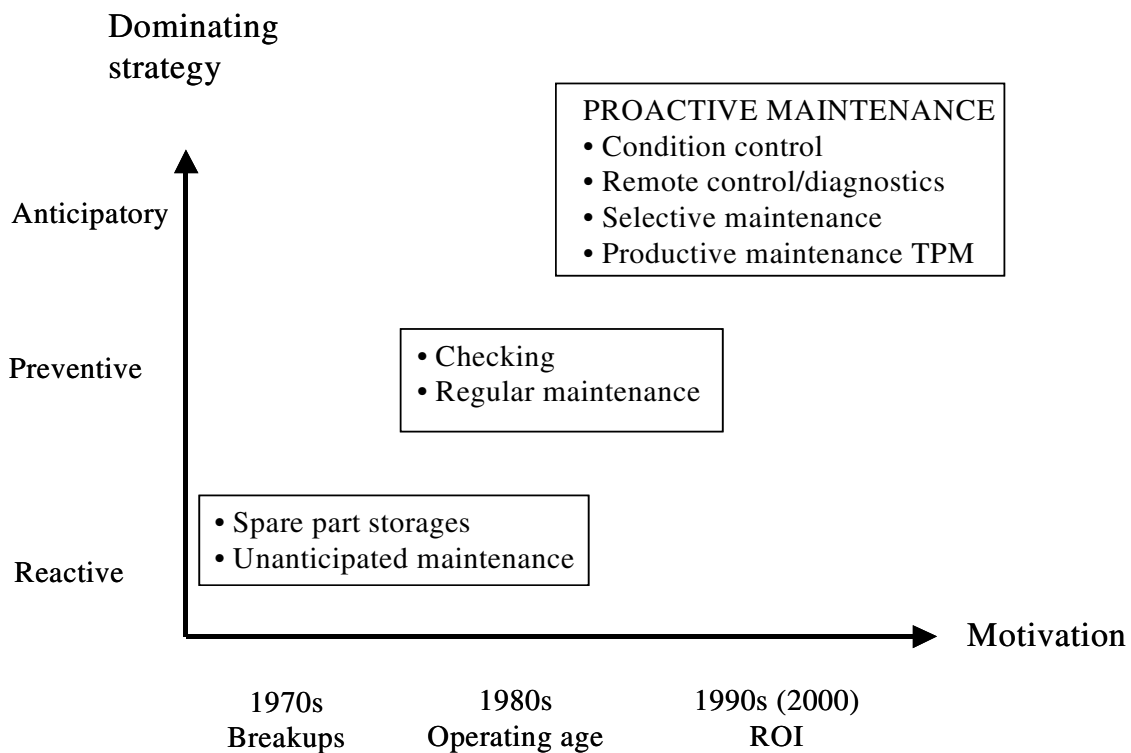 Dominating
strategy
PROACTIVE MAINTENANCE
• Condition control
• Remote control/diagnostics
• Selective maintenance
• Productive maintenance TPM
Anticipatory
• Checking
• Regular maintenance
Preventive
• Spare part storages
• Unanticipated maintenance
Reactive
Motivation
1970s
Breakups
1980s
Operating age
1990s (2000)
ROI